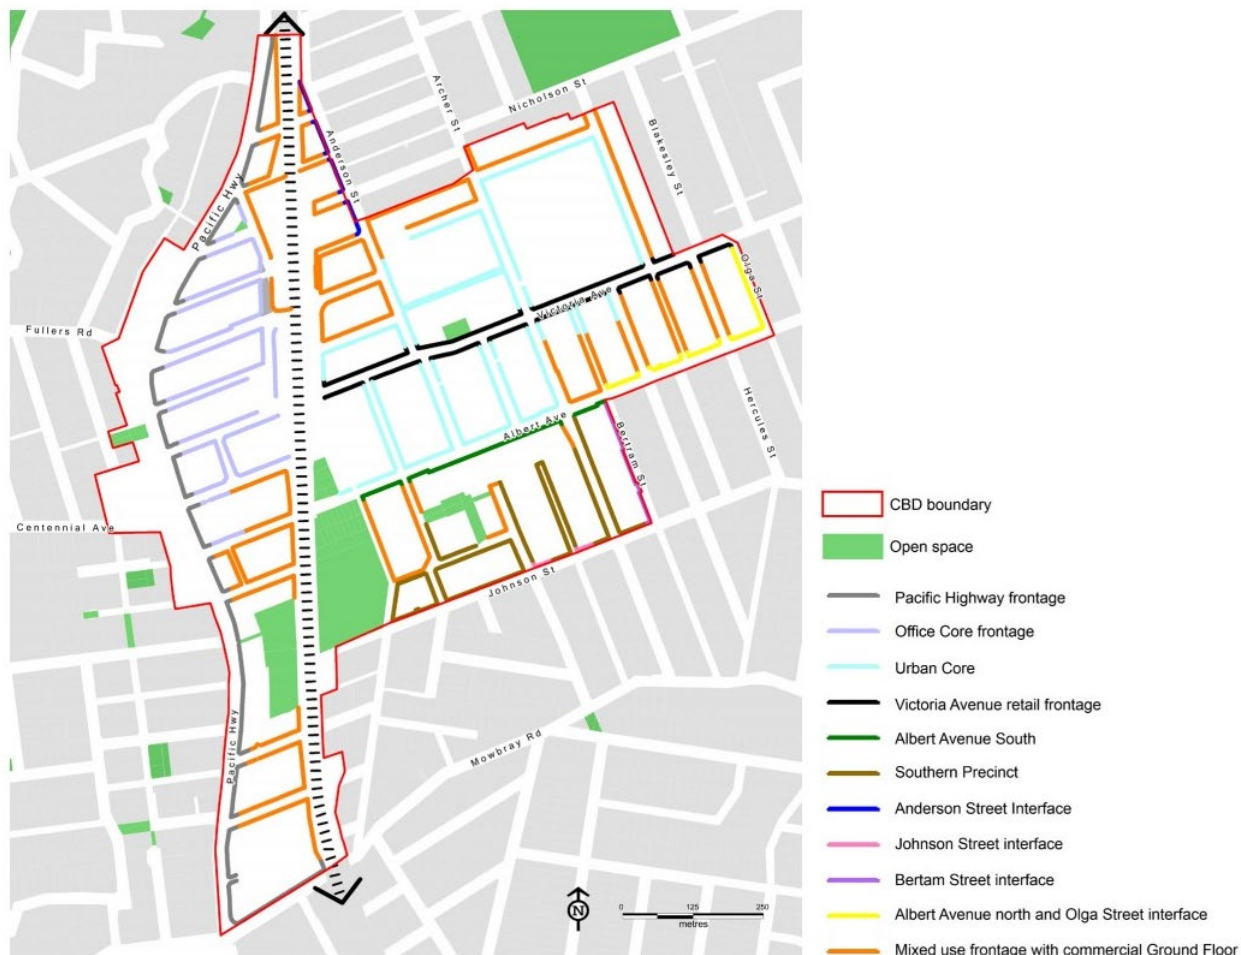 Nicholson St
Archer St
Blakesley St
Anderson St
Pacific Hwy
Olga St
Victoria Ave
Fullers Rd
Hercules St
Albert Ave
Bertram St
Centennial Ave
Johnson St
Pacific Hwy
Mowbray Rd
N
0 125 250
metres
CBD boundary
Open space
Pacific Highway frontage
Office Core frontage
Urban Core
Victoria Avenue retail frontage
Albert Avenue South
Southern Precinct
Anderson Street Interface
Johnson Street interface
Bertam Street interface
Albert Avenue north and Olga Street interface
Mixed use frontage with commercial Ground Floor